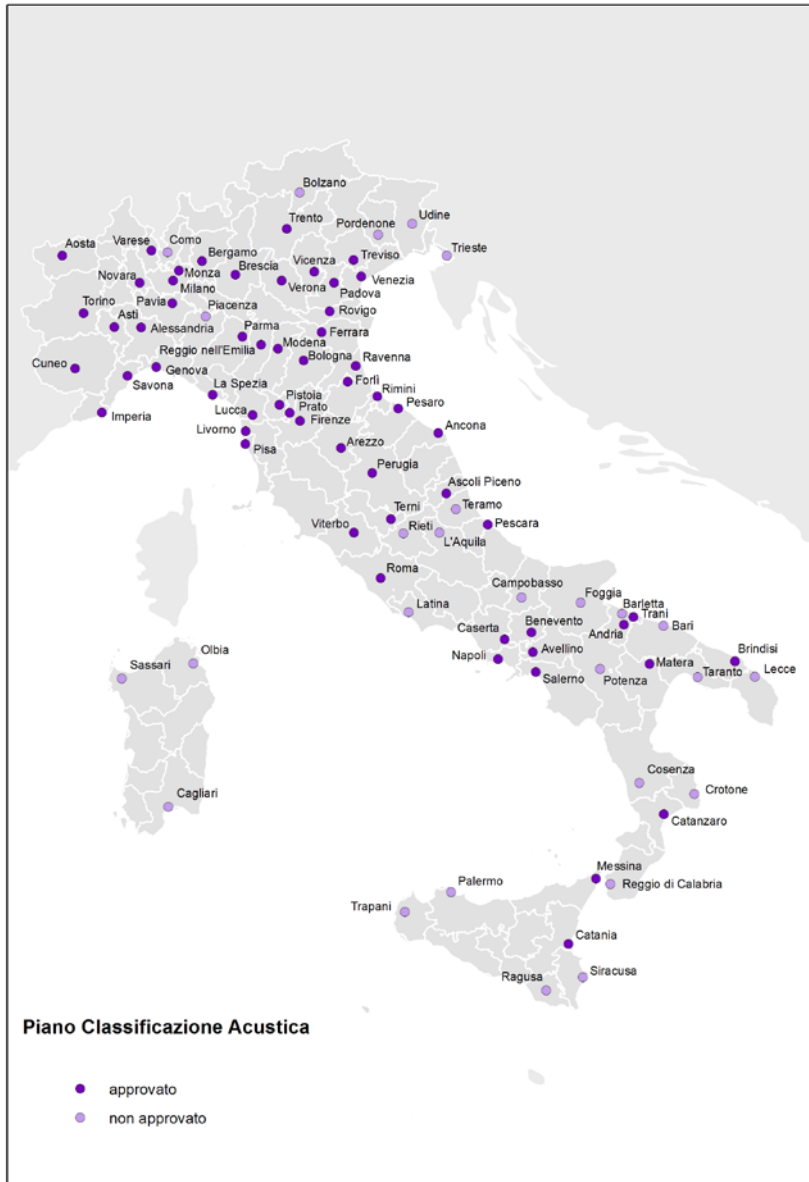 Bolzano
Udine
Trento
Pordenone
Trieste
Aosta
Varese
Como
Bergamo
Vicenza
Treviso
Brescia
Monza
Novara
Milano
Verona
Venezia
Padova
Torino
Pavia
Piacenza
Rovigo
Asti
Alessandria
Parma
Ferrara
Modena
Reggio nell'Emilia
Bologna
Ravenna
Cuneo
Genova
Savona
La Spezia
Forlì
Rimini
Pistoia
Pesaro
Imperia
Lucca
Prato
Firenze
Livorno
Ancona
Pisa
Arezzo
Perugia
Ascoli Piceno
Teramo
Terni
Viterbo
Rieti
Pescara
L'Aquila
Roma
Campobasso
Foggia
Latina
Barletta
Trani
Benevento
Caserta
Andria
Bari
Avellino
Napoli
Brindisi
Olbia
Sassari
Matera
Salerno
Potenza
Taranto
Lecce
Cosenza
Cagliari
Crotone
Catanzaro
Messina
Palermo
Reggio di Calabria
Trapani
Catania
Ragusa
Siracusa
Piano Classificazione Acustica
approvato
non approvato